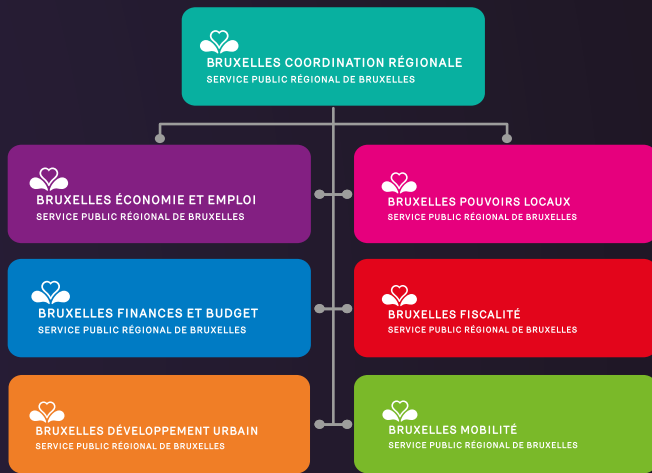 BRUXELLES COORDINATION RÉGIONALE
SERVICE PUBLIC RÉGIONAL DE BRUXELLES
BRUXELLES ÉCONOMIE ET EMPLOI
SERVICE PUBLIC RÉGIONAL DE BRUXELLES
BRUXELLES POUVOIRS LOCAUX
SERVICE PUBLIC RÉGIONAL DE BRUXELLES
BRUXELLES FINANCES ET BUDGET
SERVICE PUBLIC RÉGIONAL DE BRUXELLES
BRUXELLES FISCALITÉ
SERVICE PUBLIC RÉGIONAL DE BRUXELLES
BRUXELLES DÉVELOPPEMENT URBAIN
SERVICE PUBLIC RÉGIONAL DE BRUXELLES
BRUXELLES MOBILITÉ
SERVICE PUBLIC RÉGIONAL DE BRUXELLES